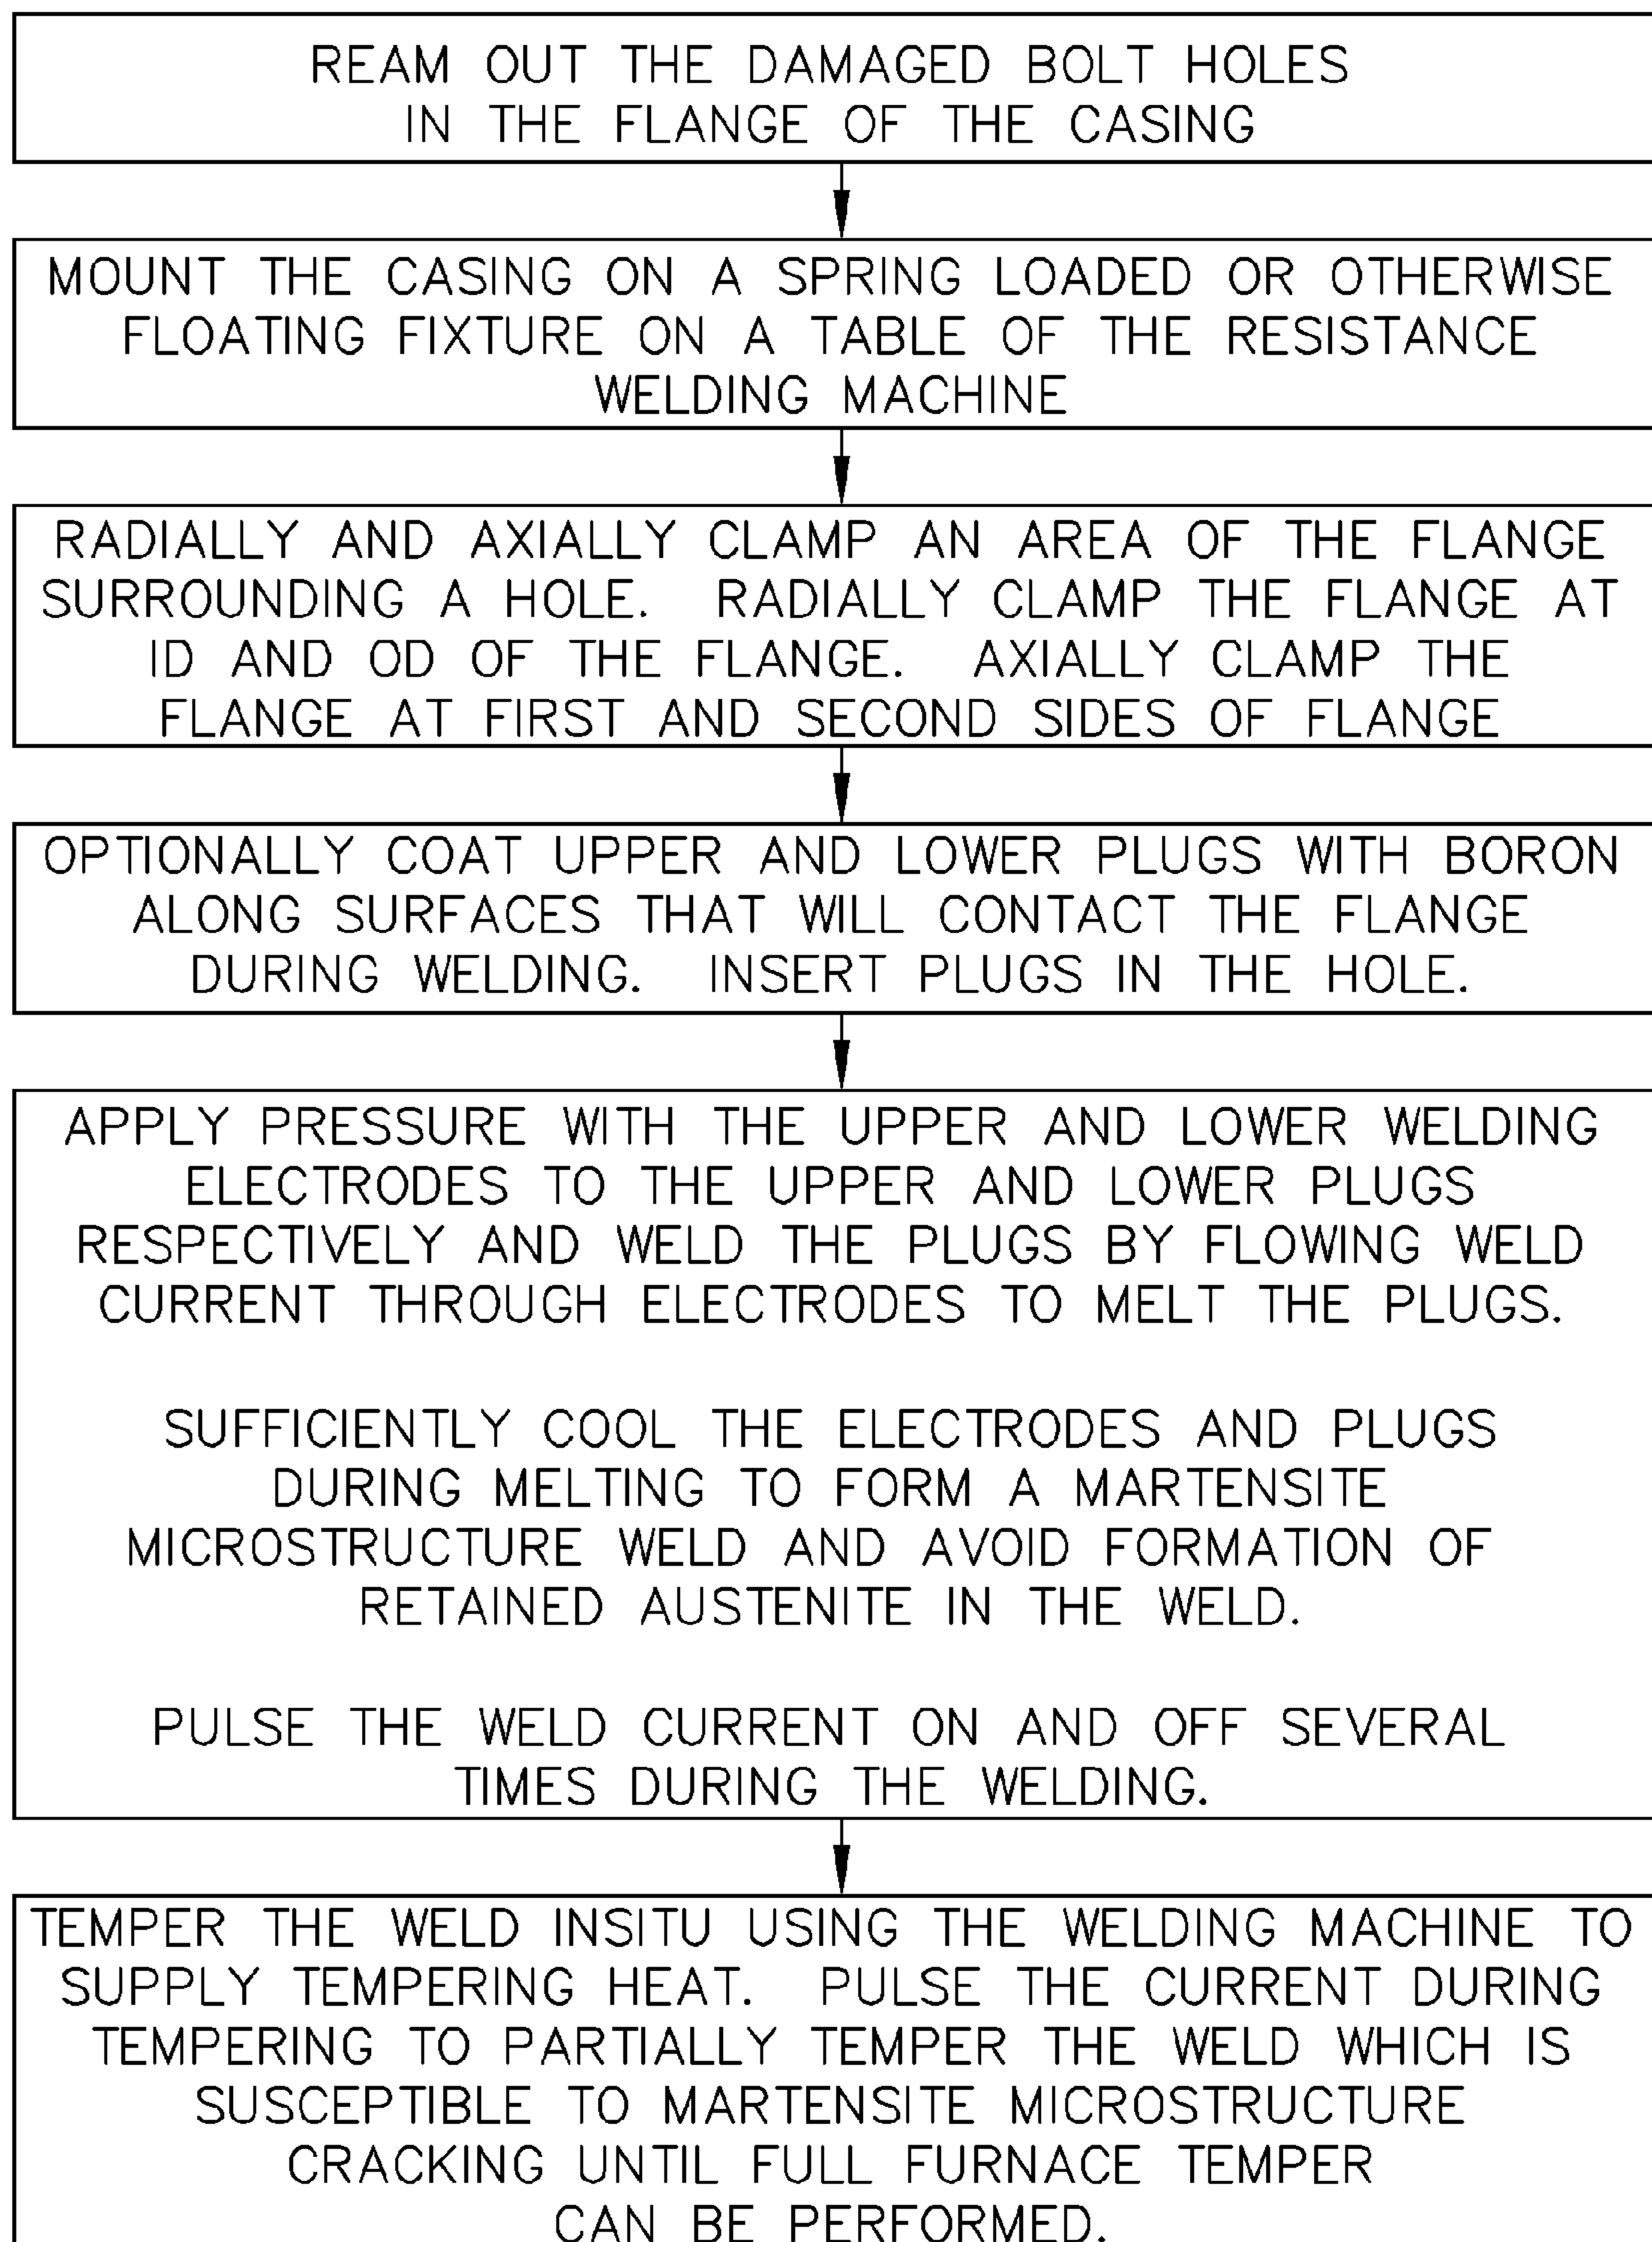 REAM OUT THE DAMAGED BOLT HOLES
IN THE FLANGE OF THE CASING
MOUNT THE CASING ON A SPRING LOADED OR OTHERWISE
FLOATING FIXTURE ON A TABLE OF THE RESISTANCE
WELDING MACHINE
RADIALLY AND AXIALLY CLAMP AN AREA OF THE FLANGE
SURROUNDING A HOLE. RADIALLY CLAMP THE FLANGE AT
ID AND OD OF THE FLANGE. AXIALLY CLAMP THE
FLANGE AT FIRST AND SECOND SIDES OF FLANGE
OPTIONALLY COAT UPPER AND LOWER PLUGS WITH BORON
ALONG SURFACES THAT WILL CONTACT THE FLANGE
DURING WELDING. INSERT PLUGS IN THE HOLE.
APPLY PRESSURE WITH THE UPPER AND LOWER WELDING
ELECTRODES TO THE UPPER AND LOWER PLUGS
RESPECTIVELY AND WELD THE PLUGS BY FLOWING WELD
CURRENT THROUGH ELECTRODES TO MELT THE PLUGS.
SUFFICIENTLY COOL THE ELECTRODES AND PLUGS
DURING MELTING TO FORM A MARTENSITE
MICROSTRUCTURE WELD AND AVOID FORMATION OF
RETAINED AUSTENITE IN THE WELD.
PULSE THE WELD CURRENT ON AND OFF SEVERAL
TIMES DURING THE WELDING.
TEMPER THE WELD INSITU USING THE WELDING MACHINE TO
SUPPLY TEMPERING HEAT. PULSE THE CURRENT DURING
TEMPERING TO PARTIALLY TEMPER THE WELD WHICH IS
SUSCEPTIBLE TO MARTENSITE MICROSTRUCTURE
CRACKING UNTIL FULL FURNACE TEMPER
CAN BE PERFORMED.